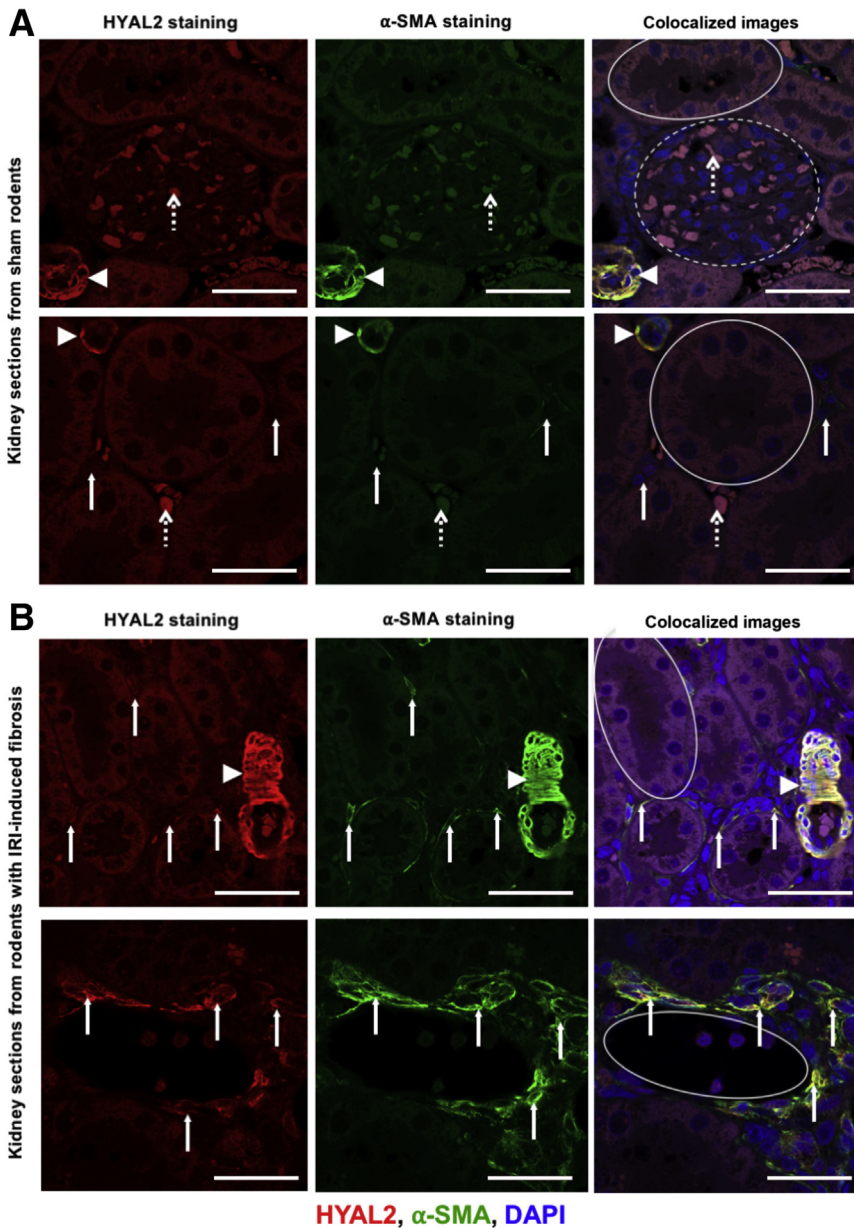 A
HYAL2 staining
α-SMA staining
Colocalized images
Kidney sections from sham rodents
B
HYAL2 staining
α-SMA staining
Colocalized images
Kidney sections from rodents with IRI-induced fibrosis
HYAL2, α-SMA, DAPI